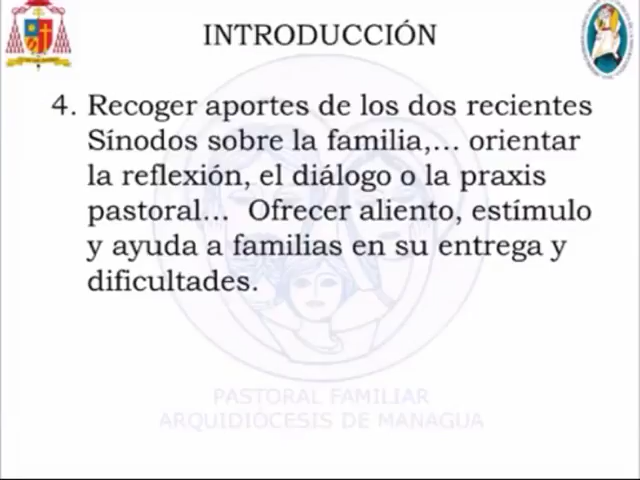 INTRODUCCIÓN
4. Recoger aportes de los dos recientes
Sínodos sobre la familia,... orientar
la reflexión, el diálogo o la praxis
pastoral... Ofrecer aliento, estímulo
y ayuda a familias en su entrega y
dificultades.
PASTORAL FAMILIAR
ARQUIDIÓCESIS DE MANAGUA